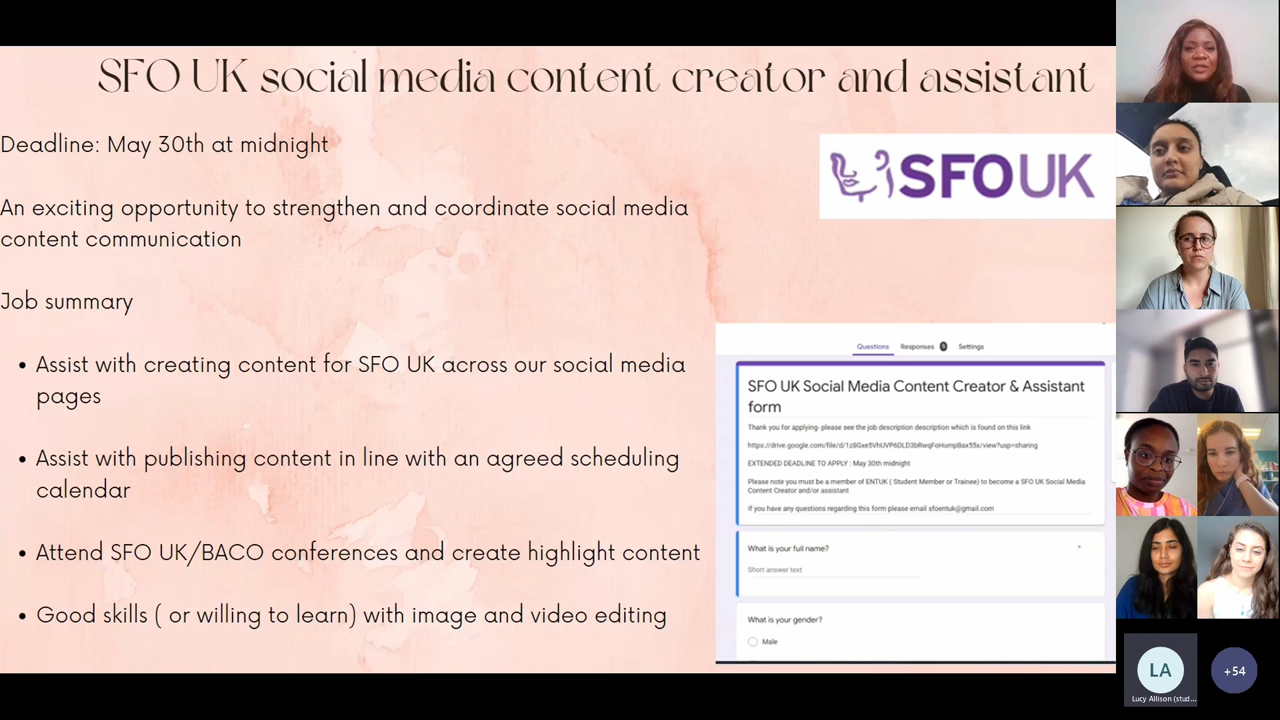 SFO UK social media content creator and assistant
Deadline: May 30th at midnight
An exciting opportunity to strengthen and coordinate social media
content communication
Job summary
• Assist with creating content for SFO UK across our social media
pages
• Assist with publishing content in line with an agreed scheduling
calendar
• Attend SFO UK/BACO conferences and create highlight content
• Good skills ( or willing to learn) with image and video editing
SFO UK
Questions Responses Settings
SFO UK Social Media Content Creator & Assistant
form
Thank you for applying- please see the job description description which is found on this link
EXTENDED DEADLINE TO APPLY : May 30th midnight
Please note you must be a member of ENTUK ( Student Member or Trainee) to become a SFO UK Social Media
Content Creator and/or assistant
If you have any questions regarding this form please email sfoentuk@gmail.com
What is your full name? *
Short answer text
What is your gender?
Male
LA
Lucy Allison (stud...
+54